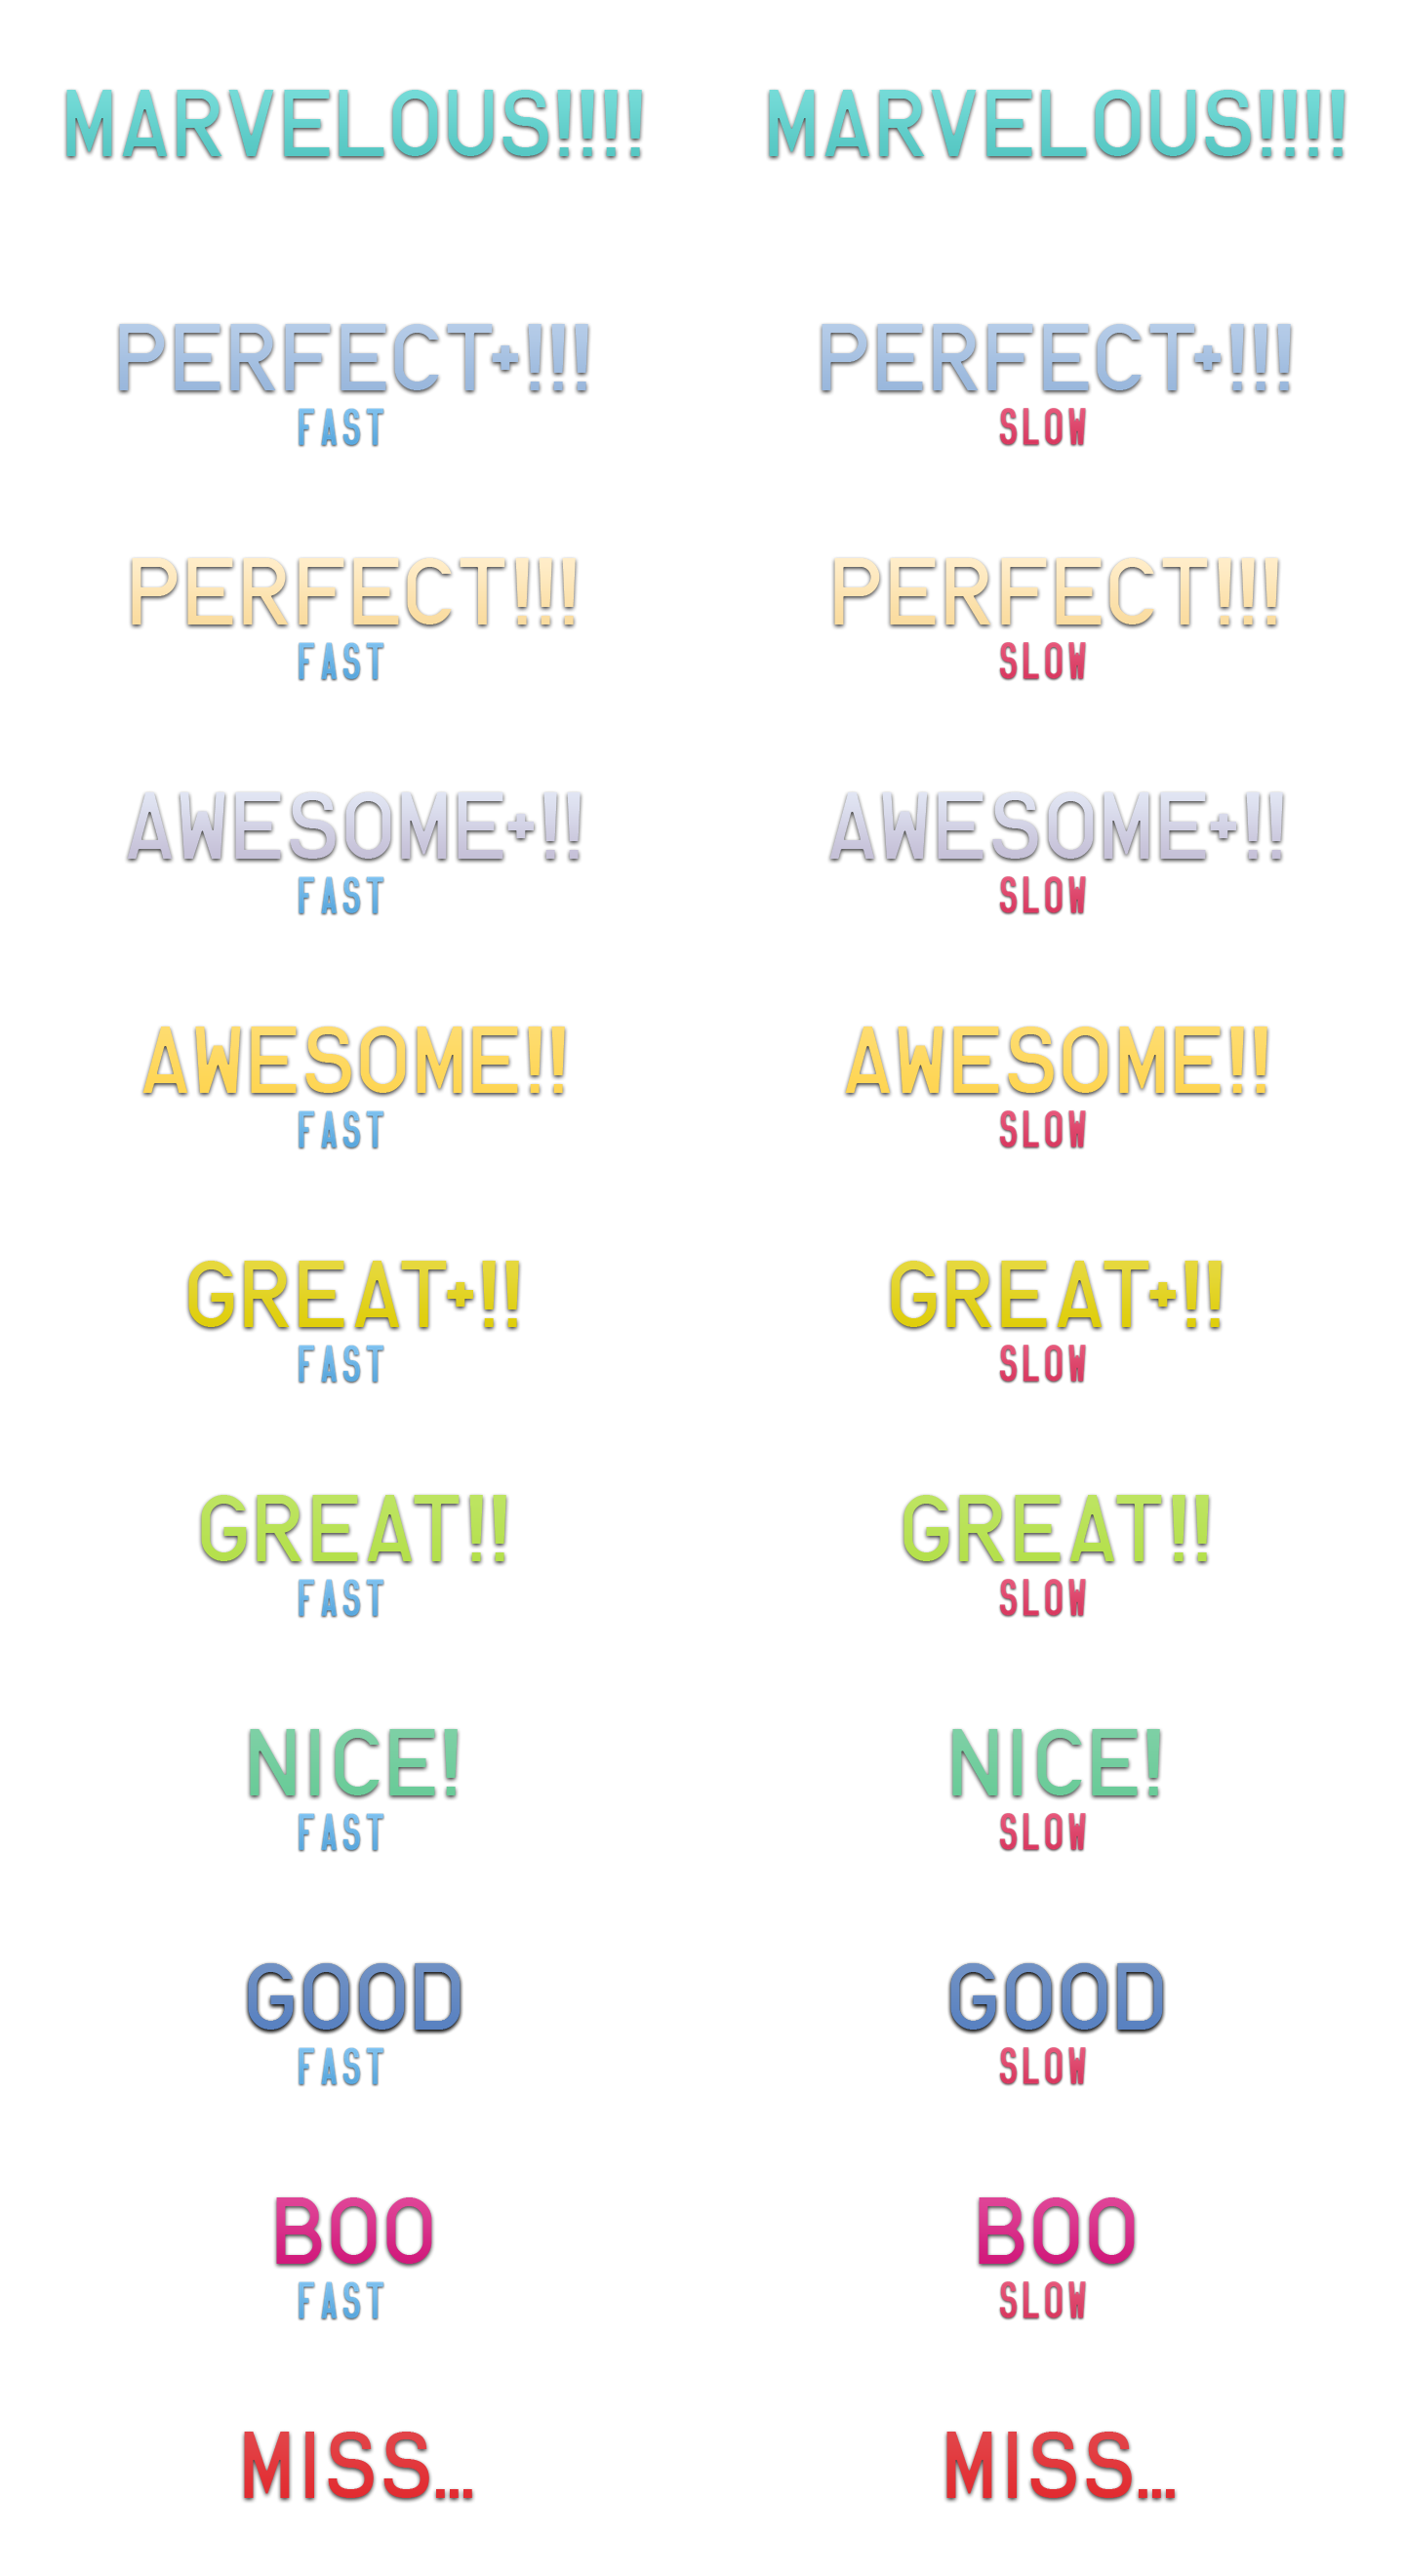 MARVELOUS!!!! MARVELOUS!!!!
PERFECT+!!! PERFECT+!!!
FAST SLOW
PERFECT!!! PERFECT!!!
FAST SLOW
AWESOME+!! AWESOME+!!
FAST SLOW
AWESOME!! AWESOME!!
FAST SLOW
GREAT+!! GREAT+!!
FAST SLOW
GREAT!! GREAT!!
FAST SLOW
NICE! NICE!
FAST SLOW
GOOD GOOD
FAST SLOW
BOO BOO
FAST SLOW
MISS... MISS...